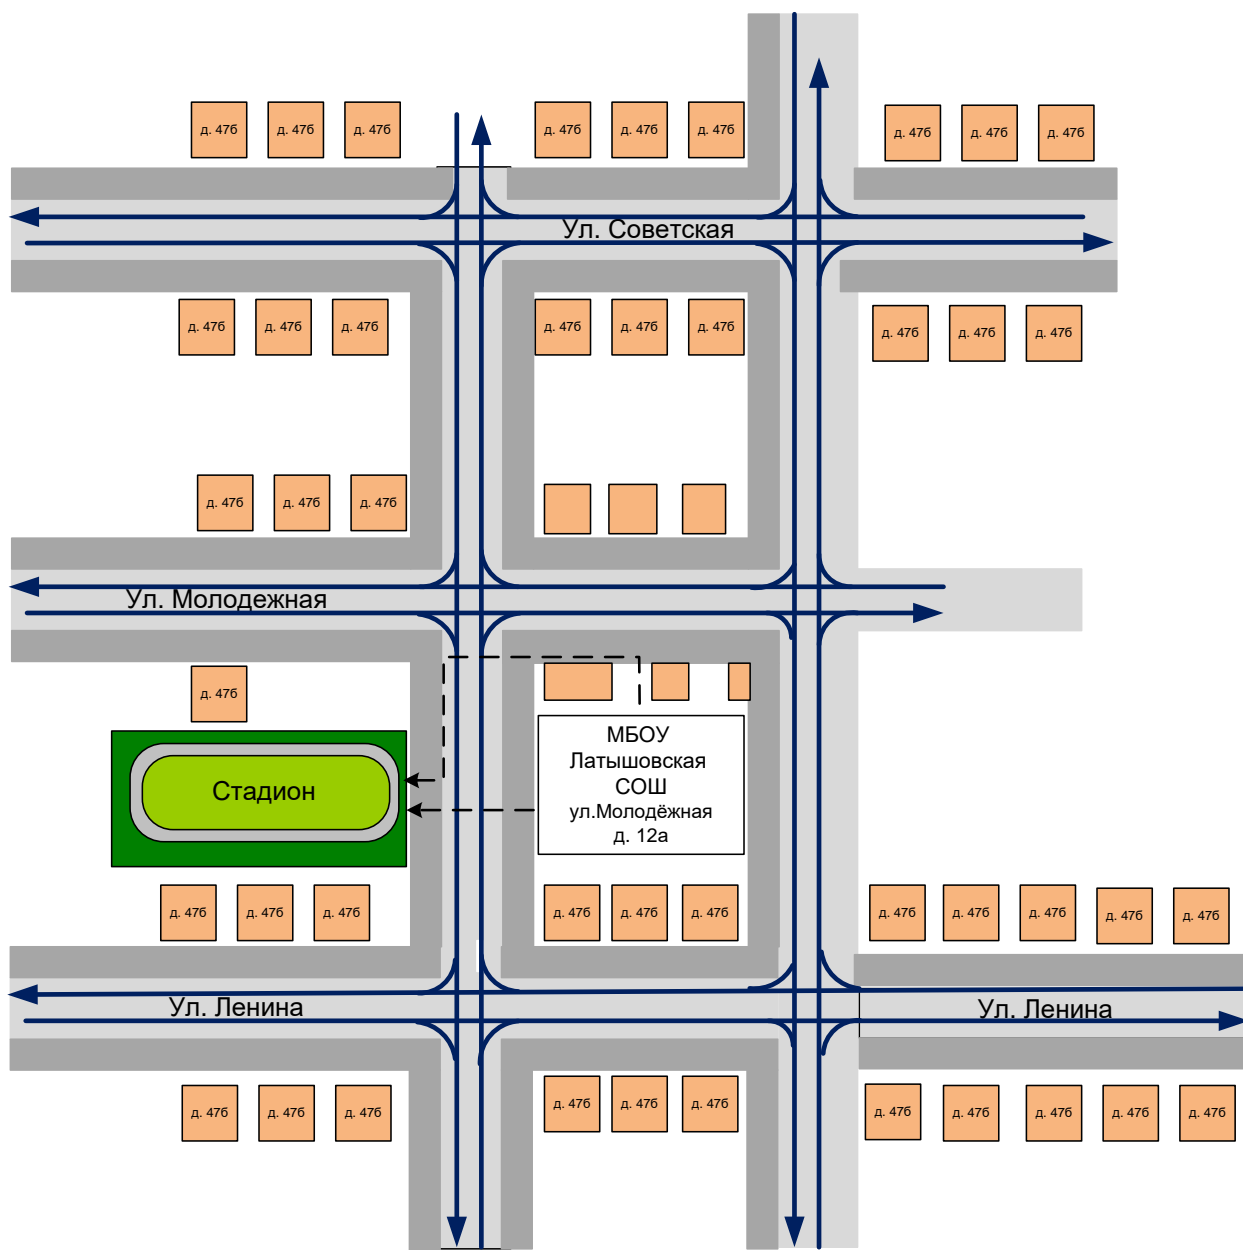 д. 47б д. 47б д. 47б д. 47б д. 47б д. 47б д. 47б д. 47б д. 47б
Ул. Советская
д. 47б д. 47б д. 47б д. 47б д. 47б д. 47б д. 47б д. 47б д. 47б
д. 47б д. 47б д. 47б
Ул. Молодежная
д. 47б
МБОУ
Латышовская
СОШ
ул.Молодёжная
д. 12а
Стадион
д. 47б д. 47б д. 47б д. 47б д. 47б д. 47б д. 47б д. 47б д. 47б д. 47б д. 47б
Ул. Ленина
Ул. Ленина
д. 47б д. 47б д. 47б д. 47б д. 47б д. 47б д. 47б д. 47б д. 47б д. 47б д. 47б